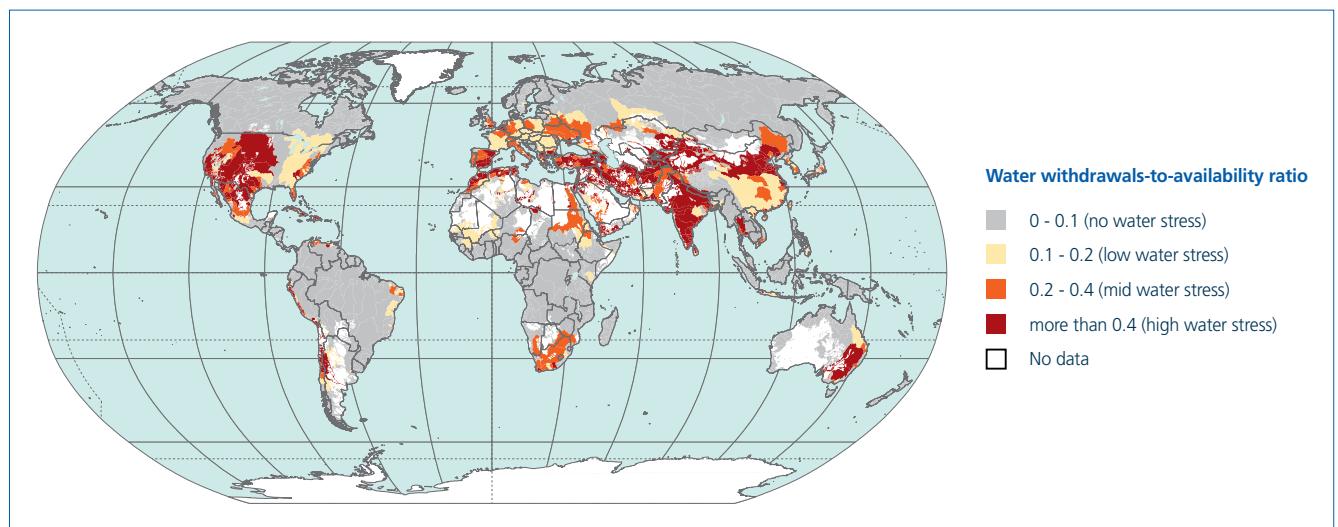 Water withdrawals-to-availability ratio
0 - 0.1 (no water stress)
0.1 - 0.2 (low water stress)
0.2 - 0.4 (mid water stress)
more than 0.4 (high water stress)
No data